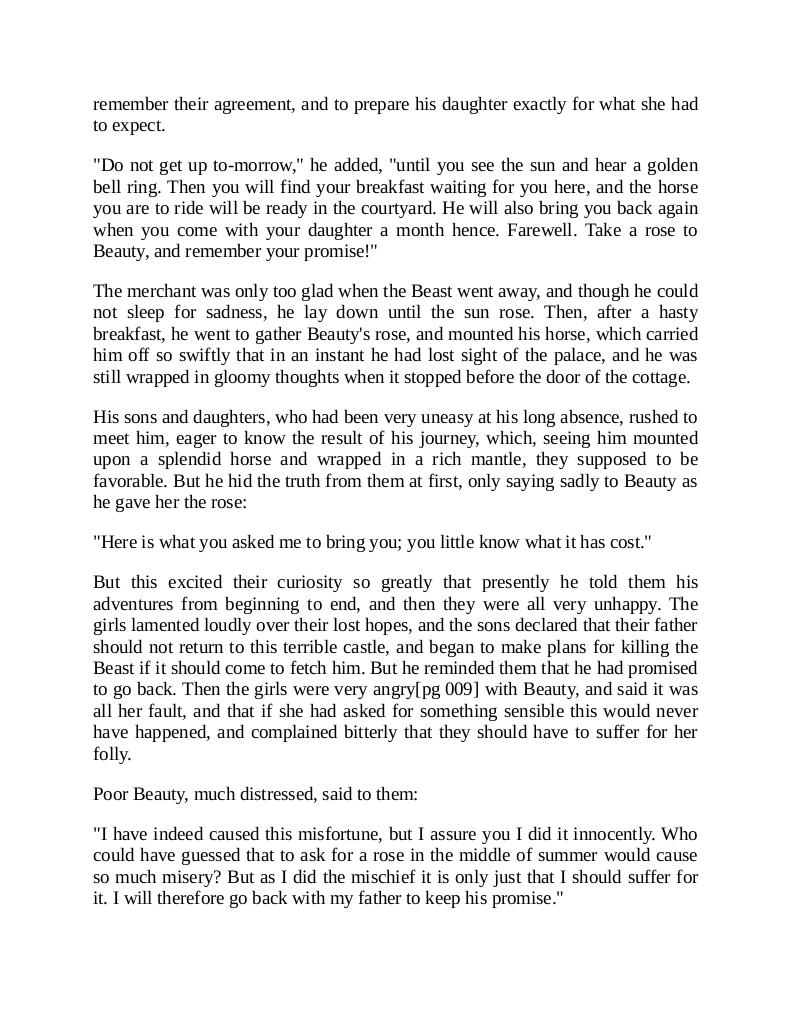 remember their agreement, and to prepare his daughter exactly for what she had
to expect.
"Do not get up to-morrow," he added, "until you see the sun and hear a golden
bell ring. Then you will find your breakfast waiting for you here, and the horse
you are to ride will be ready in the courtyard. He will also bring you back again
when you come with your daughter a month hence. Farewell. Take a rose to
Beauty, and remember your promise!"
The merchant was only too glad when the Beast went away, and though he could
not sleep for sadness, he lay down until the sun rose. Then, after a hasty
breakfast, he went to gather Beauty's rose, and mounted his horse, which carried
him off so swiftly that in an instant he had lost sight of the palace, and he was
still wrapped in gloomy thoughts when it stopped before the door of the cottage.
His sons and daughters, who had been very uneasy at his long absence, rushed to
meet him, eager to know the result of his journey, which, seeing him mounted
upon a splendid horse and wrapped in a rich mantle, they supposed to be
favorable. But he hid the truth from them at first, only saying sadly to Beauty as
he gave her the rose:
"Here is what you asked me to bring you; you little know what it has cost."
But this excited their curiosity so greatly that presently he told them his
adventures from beginning to end, and then they were all very unhappy. The
girls lamented loudly over their lost hopes, and the sons declared that their father
should not return to this terrible castle, and began to make plans for killing the
Beast if it should come to fetch him. But he reminded them that he had promised
to go back. Then the girls were very angry[pg 009] with Beauty, and said it was
all her fault, and that if she had asked for something sensible this would never
have happened, and complained bitterly that they should have to suffer for her
folly.
Poor Beauty, much distressed, said to them:
"I have indeed caused this misfortune, but I assure you I did it innocently. Who
could have guessed that to ask for a rose in the middle of summer would cause
so much misery? But as I did the mischief it is only just that I should suffer for
it. I will therefore go back with my father to keep his promise."